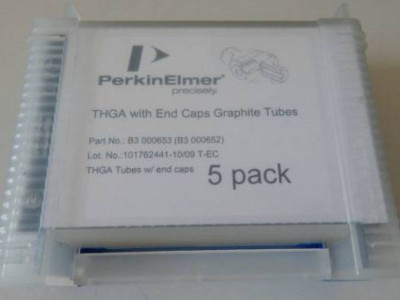 PerkinElmer
precisely.
THGA with End Caps Graphite Tubes
Part No.: B3 000653 (B3 000652)
Lot. No.:101762441-10/09 T-EC
THGA Tubes w/ end caps 5 pack